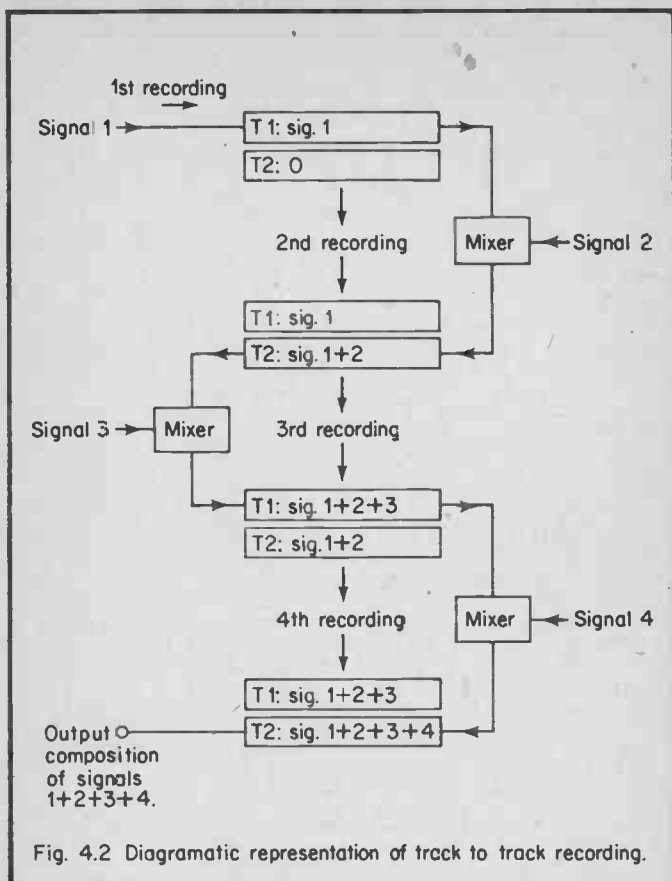 1st recording
Signal 1
T1: sig. 1
T2: 0
2nd recording
Mixer
Signal 2
T1: sig. 1
T2: sig. 1+2
Signal 3
Mixer
3rd recording
T1: sig. 1+2+3
T2: sig. 1+2
4th recording
Mixer
Signal 4
T1: sig. 1+2+3
T2: sig. 1+2+3+4
Output
composition
of signals
1+2+3+4.
Fig. 4.2 Diagramatic representation of track to track recording.